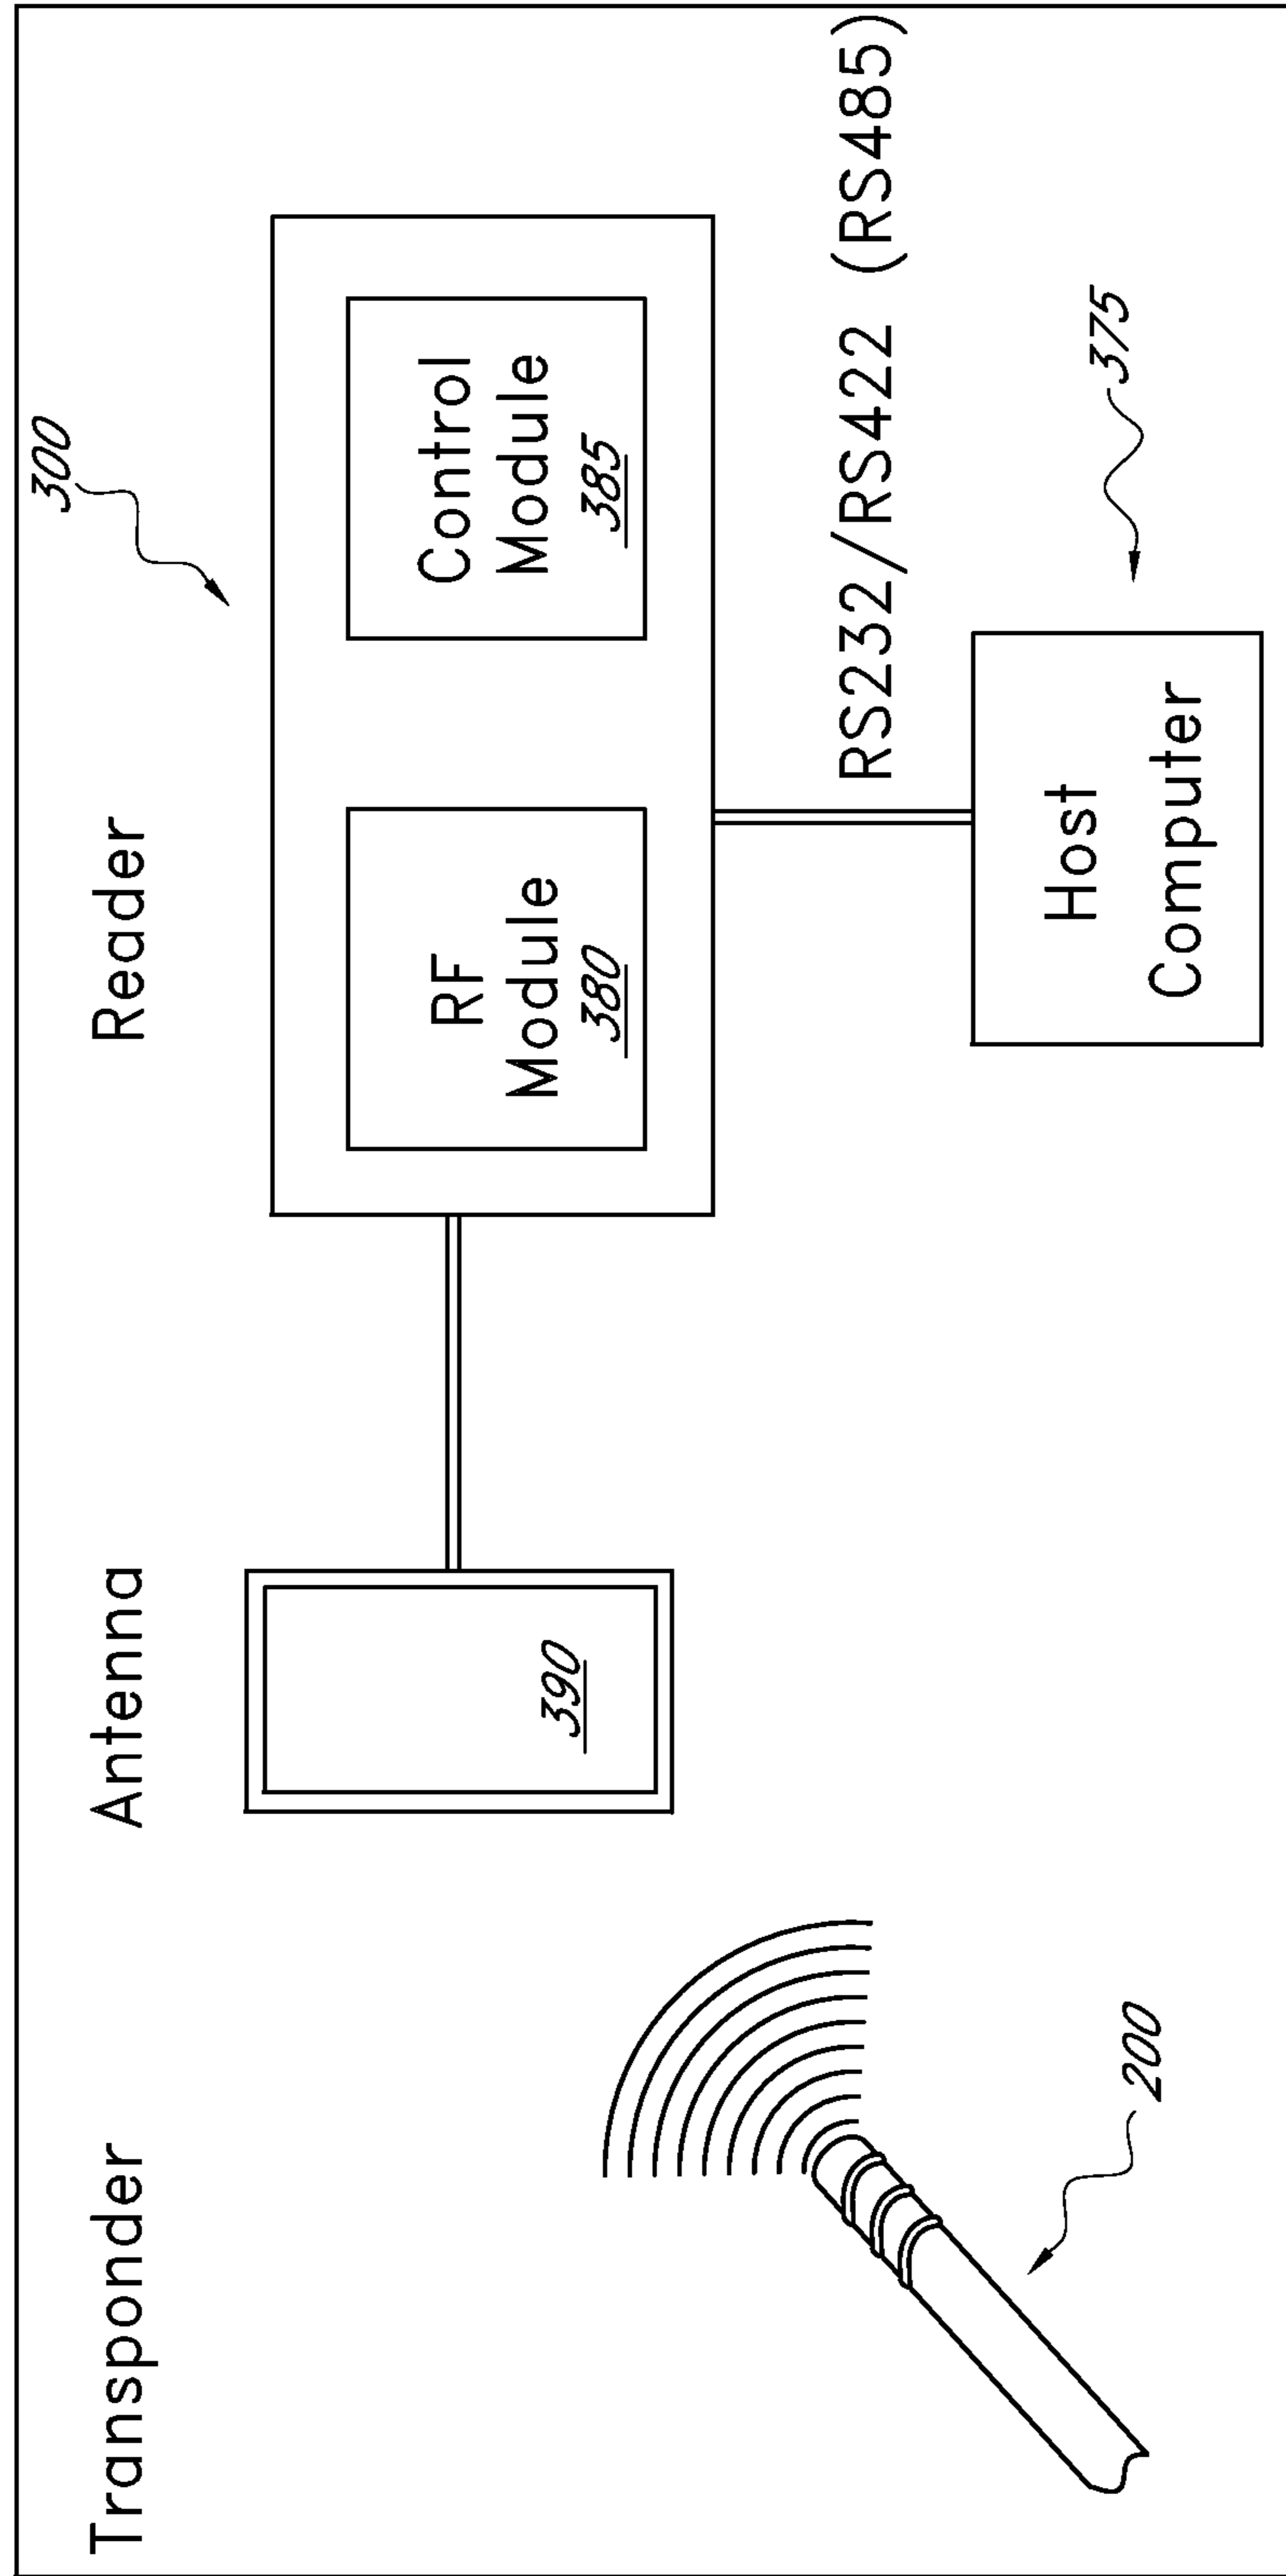 Transponder
Antenna
Reader
300
390
RF
Module
380
Control
Module
385
RS232/RS422 (RS485)
200
Host
Computer
375